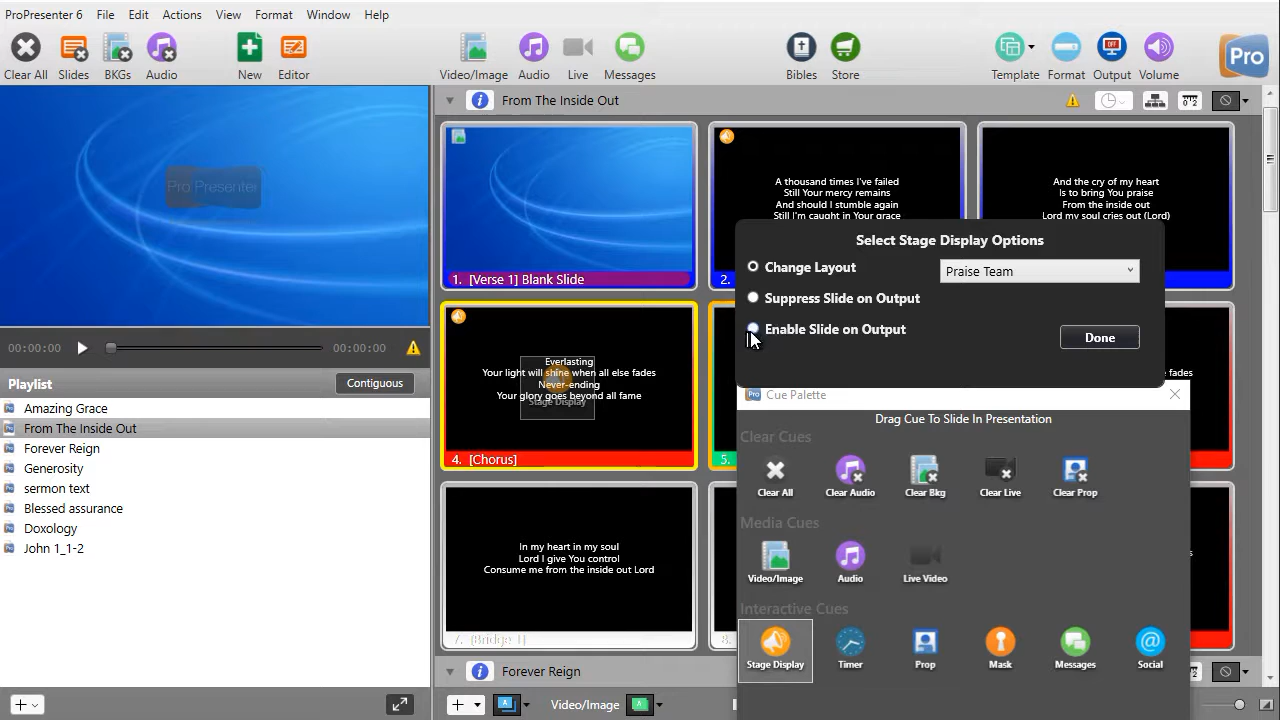 ProPresenter 6 File Edit Actions View Format Window Help
Clear All Slides BKGs Audio New Editor Video/Image Audio Live Messages Bibles Store Template Format Output Volume
OFF
Pro
Pro Presenter
From The Inside Out
1. [Verse 1] Blank Slide
A thousand times I've failed
Still Your mercy remains
And should I stumble again
Still I'm caught in Your grace
2.
And the cry of my heart
Is to bring You praise
From the inside out
Lord my soul cries out (Lord)
Select Stage Display Options
Change Layout
Praise Team
Suppress Slide on Output
Enable Slide on Output
Done
00:00:00 00:00:00
Playlist
Contiguous
Amazing Grace
From The Inside Out
Forever Reign
Generosity
sermon text
Blessed assurance
Doxology
John 1_1-2
Everlasting
Your light will shine when all else fades
Never-ending
Your glory goes beyond all fame
Stage Display
4. [Chorus]
5.
e fades
Pro Cue Palette
Drag Cue To Slide In Presentation
Clear Cues
Clear All Clear Audio Clear Bkg Clear Live Clear Prop
Media Cues
Video/Image Audio Live Video
Interactive Cues
Stage Display Timer Prop Mask Messages Social
In my heart in my soul
Lord I give You control
Consume me from the inside out Lord
7. [Bridge 1]
8.
Forever Reign
Video/Image